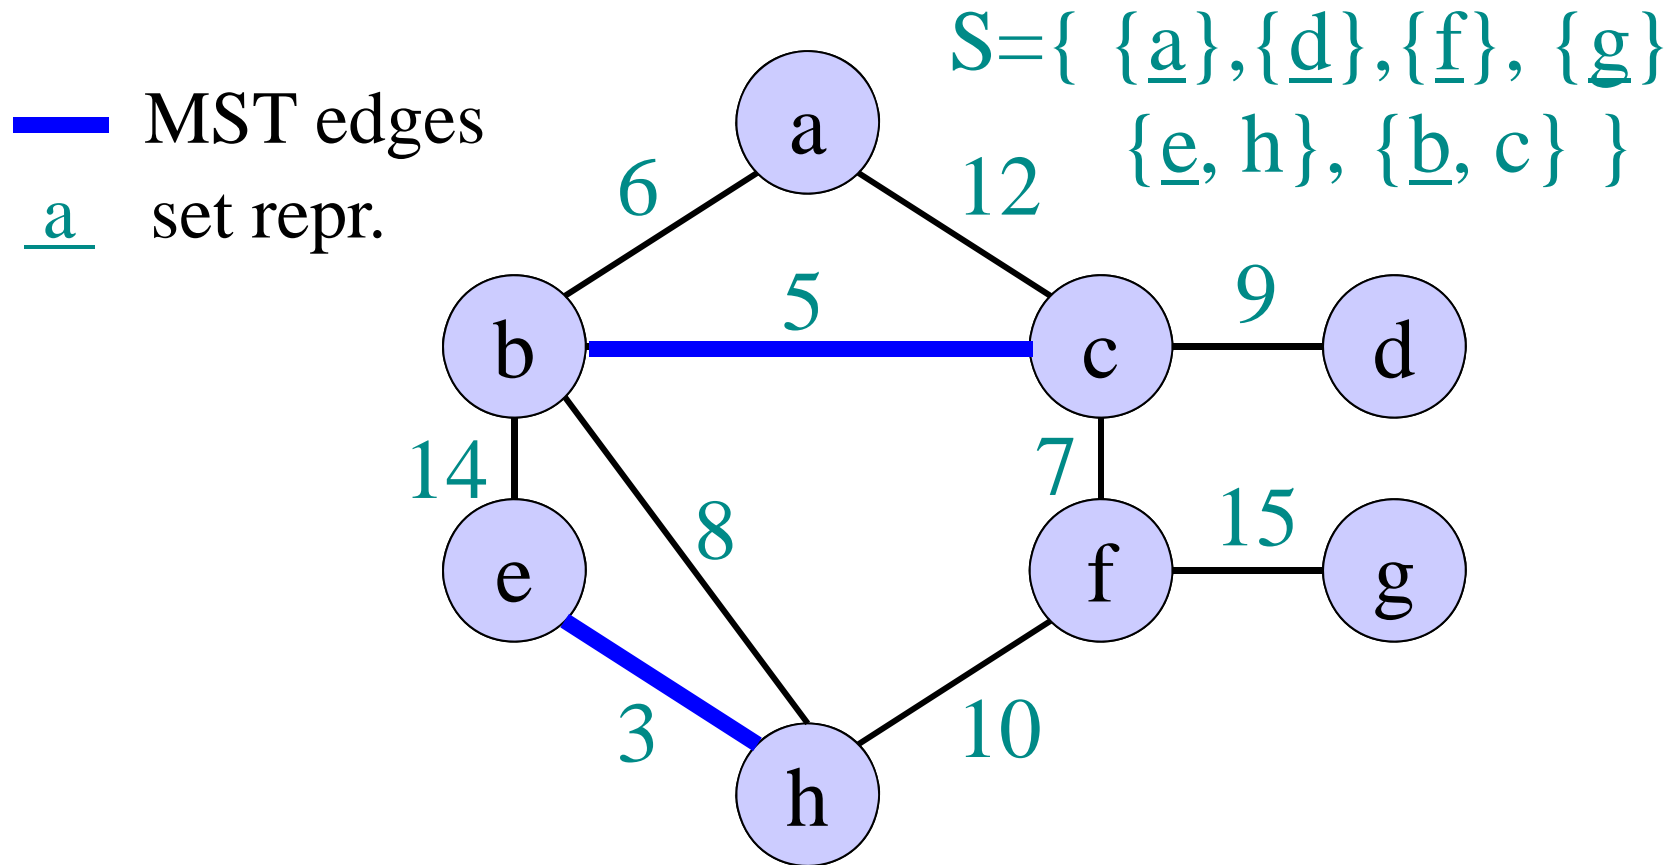 S={ {a},{d},{f}, {g}
{e, h}, {b, c} }
MST edges
a set repr.
a
6
12
5
9
b
c
d
14
7
8
15
e
f
g
3
10
h